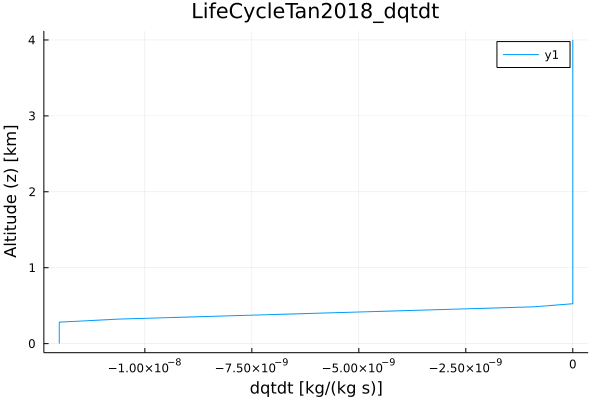 LifeCycleTan2018_dqtdt
y1
Altitude (z) [km]
4
3
2
1
0
−1.00×10⁻⁸
−7.50×10⁻⁹
−5.00×10⁻⁹
−2.50×10⁻⁹
0
dqtdt [kg/(kg s)]